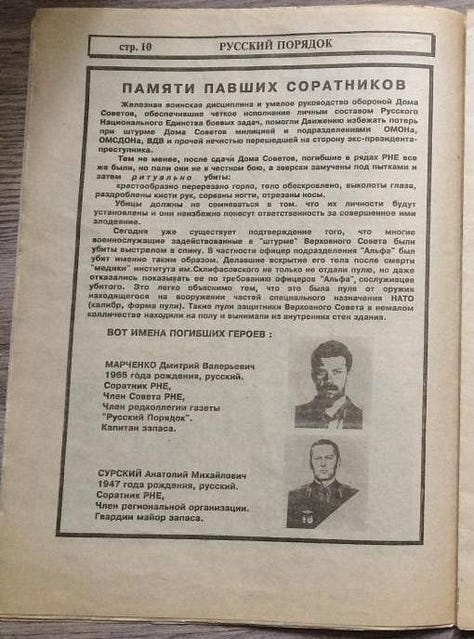 стр. 10
РУССКИЙ ПОРЯДОК
ПАМЯТИ ПАВШИХ СОРАТНИКОВ
Железная воинская дисциплина и умелое руководство обороной Дома
Советов, обеспечившие четкое исполнение личным составом Русского
Национального Единства боевых задач, помогли Движению избежать потерь
при штурме Дома Советов милицией и подразделениями ОМОНа,
ОМСДОНа, ВДВ и прочей нечистью перешедшей на сторону экс-президента-
преступника.
Тем не менее, после сдачи Дома Советов, погибшие в рядах РНЕ все
же были, но пали они не в честном бою, а зверски замучены под пытками и
затем ритуально убиты:
крестообразно перерезано горло, тело обескровлено, выколоты глаза,
раздроблены кисти рук, сорваны ногти, отрезаны носы.
Убийцы должны не сомневаться в том, что их личности будут
установлены и они неизбежно понесут ответственность за совершенное ими
злодеяние.
Сегодня уже существует подтверждение того, что многие
военнослужащие задействованные в "штурме" Верховного Совета были
убиты выстрелом в спину. В частности офицер подразделения "Альфа" был
убит именно таким образом. Делавшие вскрытие его тела после смерти
"медики" института им.Склифасовского не только не отдали пулю, но даже
отказались показывать ее по требованию офицеров "Альфа", сослуживцев
убитого. Это легко объяснимо тем, что это была пуля от оружия
находящегося на вооружении частей специального назначения НАТО
(калибр, форма пули). Такие пули защитники Верховного Совета в немалом
колличестве находили на полу и вынимали из внутренних стен здания.
ВОТ ИМЕНА ПОГИБШИХ ГЕРОЕВ :
МАРЧЕНКО Дмитрий Валерьевич
1965 года рождения, русский.
Соратник РНЕ,
Член Совета РНЕ,
Член редколлегии газеты
"Русский Порядок".
Капитан запаса.
СУРСКИЙ Анатолий Михайлович
1947 года рождения, русский.
Соратник РНЕ,
Член региональной организации.
Гвардии майор запаса.